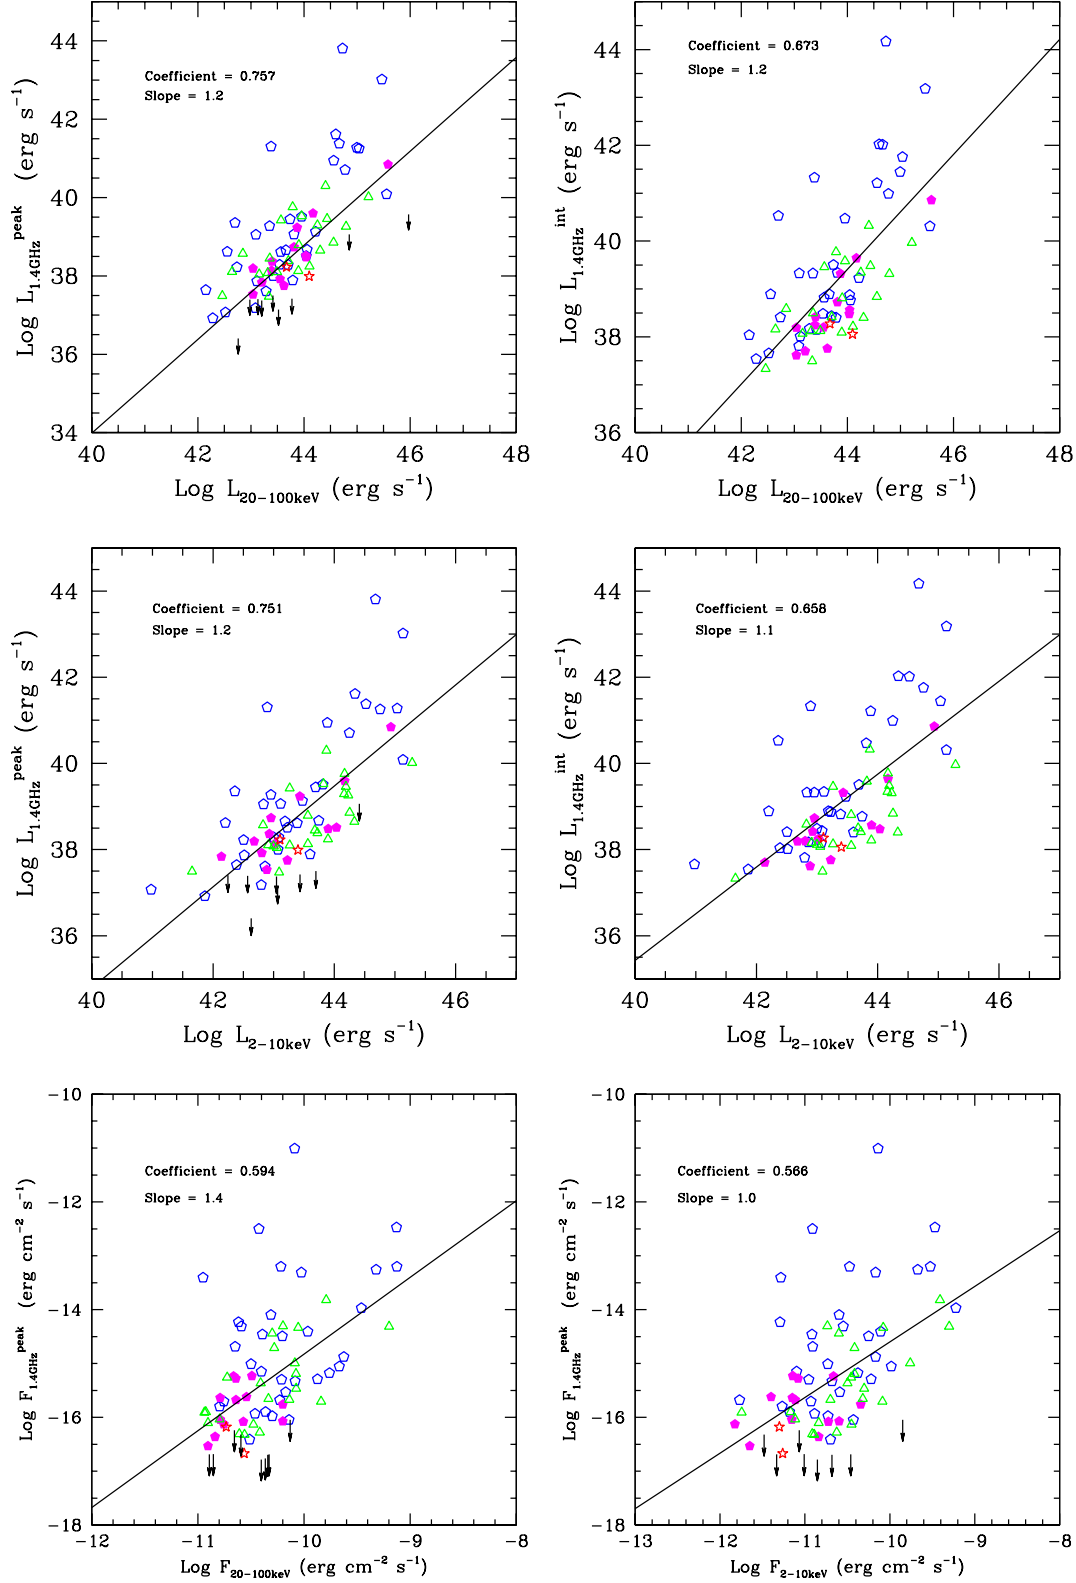 44
42
40
38
36
34
Log L1.4GHz^peak (erg s−1)
Coefficient = 0.757
Slope = 1.2
40 42 44 46 48
Log L20−100keV (erg s−1)
44
42
40
38
36
Log L1.4GHz^int (erg s−1)
Coefficient = 0.673
Slope = 1.2
40 42 44 46 48
Log L20−100keV (erg s−1)
44
42
40
38
36
Log L1.4GHz^peak (erg s−1)
Coefficient = 0.751
Slope = 1.2
40 42 44 46
Log L2−10keV (erg s−1)
44
42
40
38
36
Log L1.4GHz^int (erg s−1)
Coefficient = 0.658
Slope = 1.1
40 42 44 46
Log L2−10keV (erg s−1)
−10
−12
−14
−16
−18
Log F1.4GHz^peak (erg cm−2 s−1)
Coefficient = 0.594
Slope = 1.4
−12 −11 −10 −9 −8
Log F20−100keV (erg cm−2 s−1)
−10
−12
−14
−16
−18
Log F1.4GHz^peak (erg cm−2 s−1)
Coefficient = 0.566
Slope = 1.0
−13 −12 −11 −10 −9 −8
Log F2−10keV (erg cm−2 s−1)